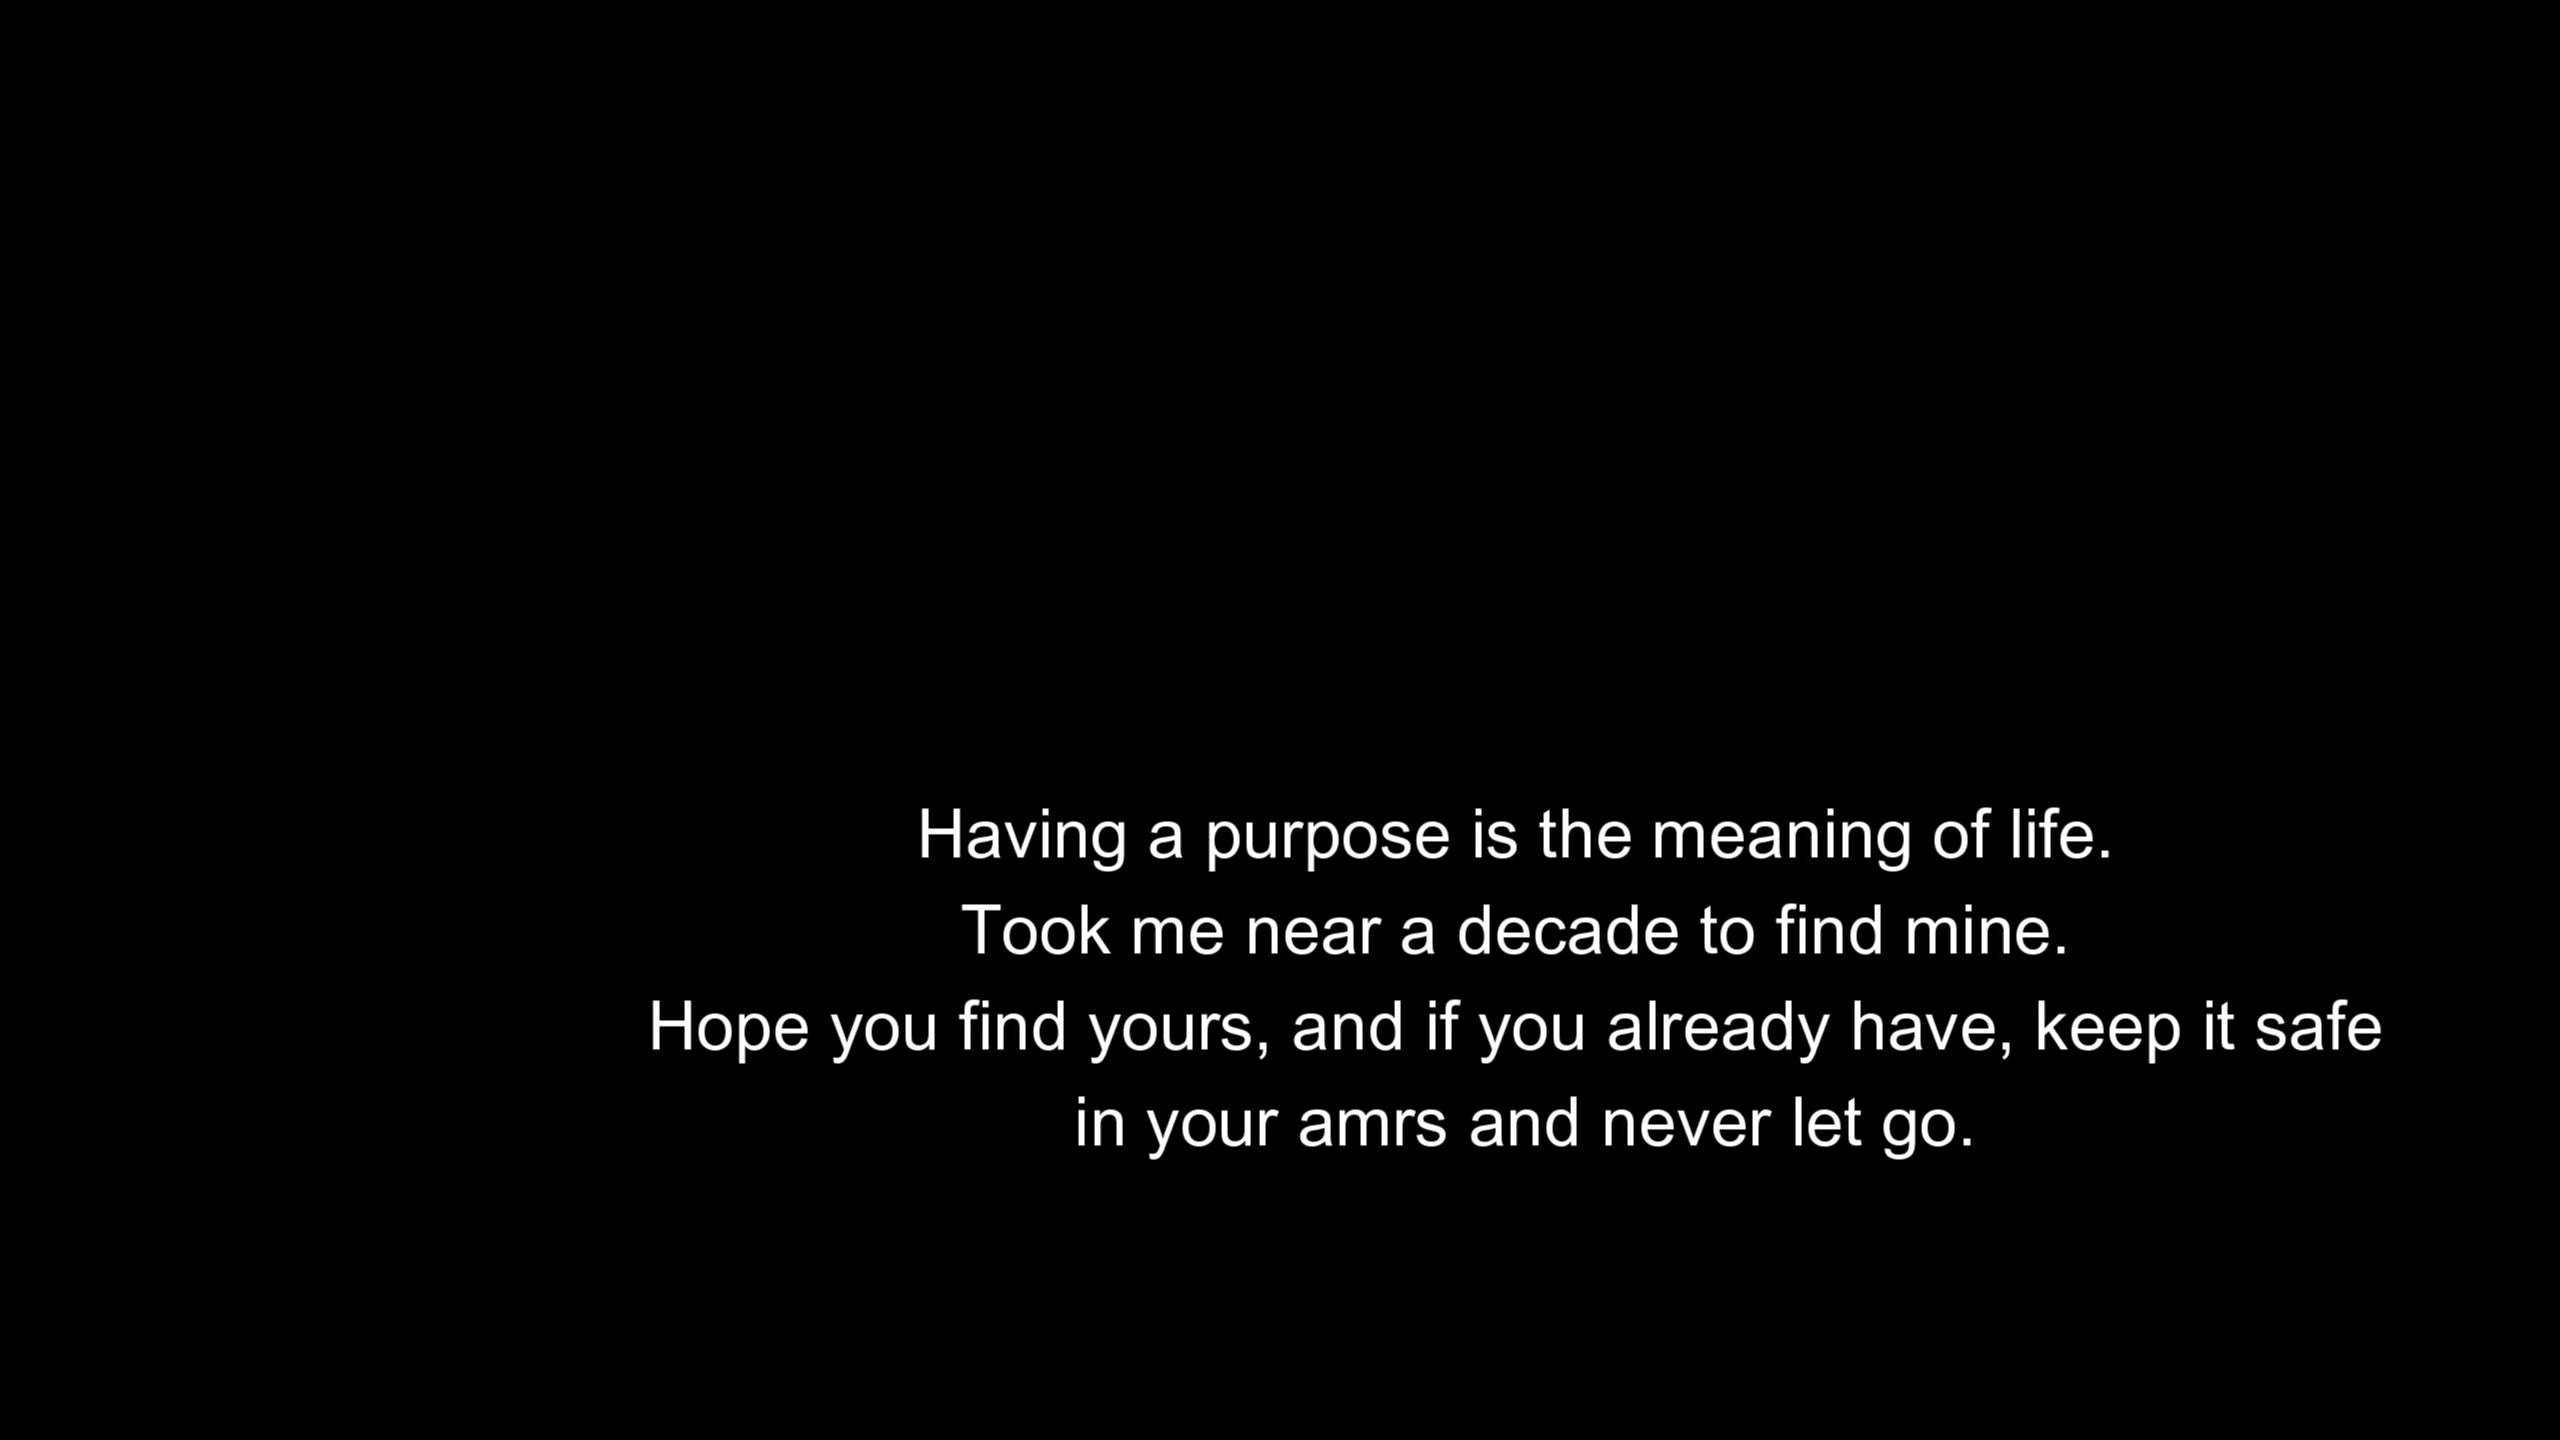 Having a purpose is the meaning of life.
Took me near a decade to find mine.
Hope you find yours, and if you already have, keep it safe
in your amrs and never let go.